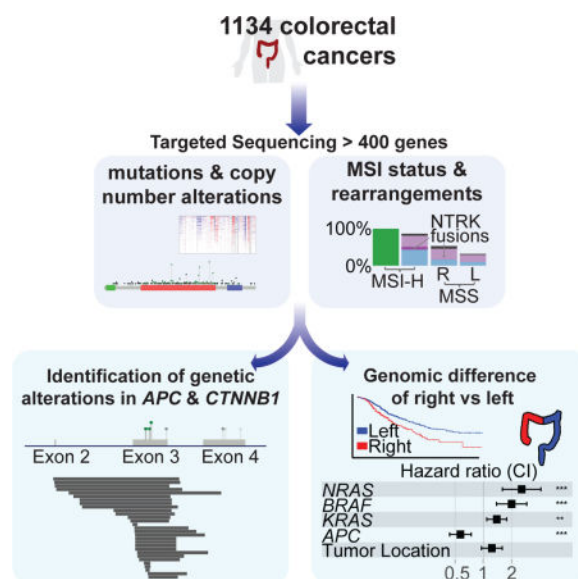 1134 colorectal
cancers
Targeted Sequencing > 400 genes
mutations & copy
number alterations
MSI status &
rearrangements
100%
0%
NTRK
fusions
MSI-H
R
L
MSS
Identification of genetic
alterations in APC & CTNNB1
Exon 2
Exon 3
Exon 4
Genomic difference
of right vs left
Left
Right
Hazard ratio (CI)
NRAS ***
BRAF ***
KRAS **
APC ***
Tumor Location
0.5 1 2